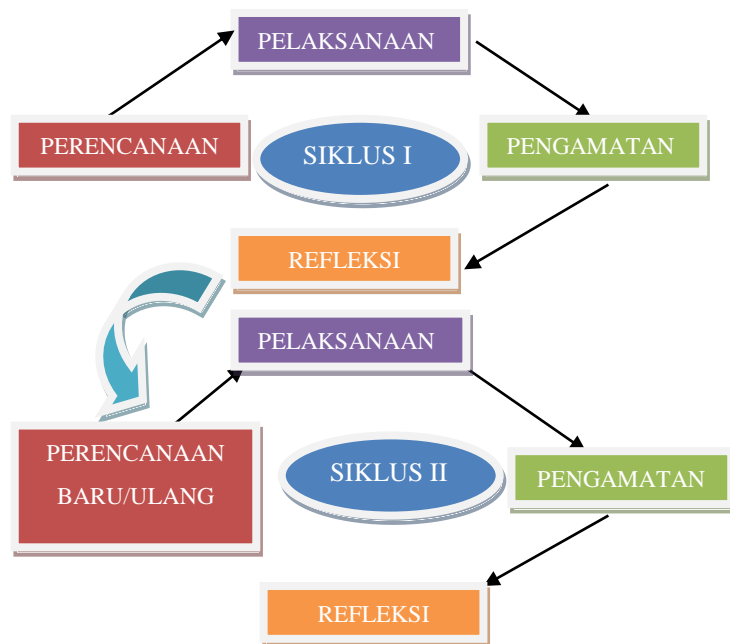 PELAKSANAAN
PERENCANAAN
SIKLUS I
PENGAMATAN
REFLEKSI
PELAKSANAAN
PERENCANAAN
BARU/ULANG
SIKLUS II
PENGAMATAN
REFLEKSI